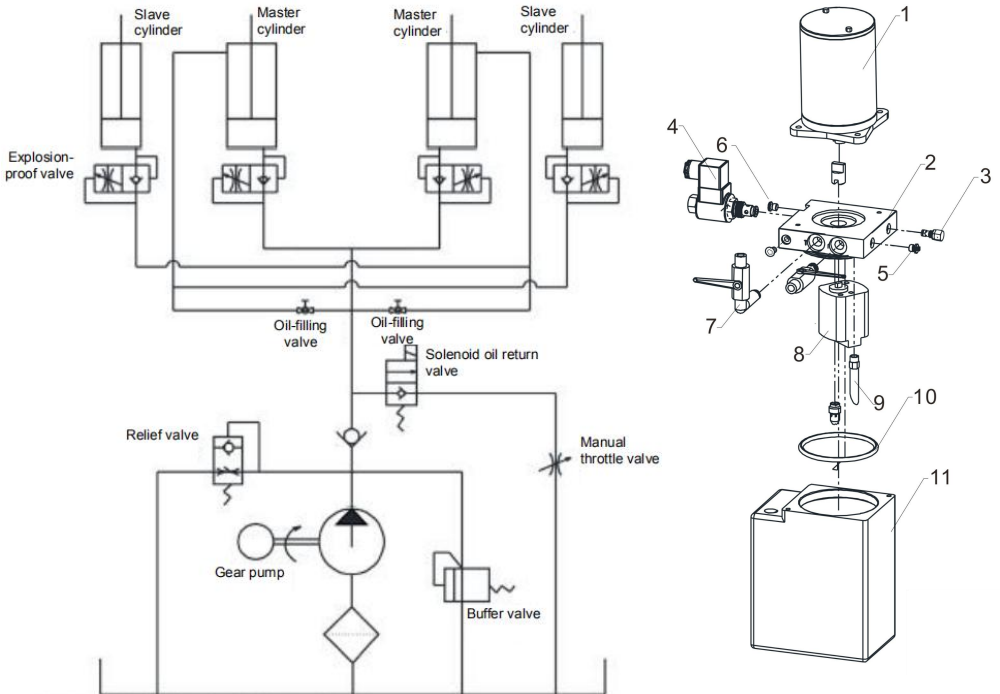 Slave
cylinder
Master
cylinder
Master
cylinder
Slave
cylinder
Explosion-
proof valve
Oil-filling
valve
Oil-filling
valve
Solenoid oil return
valve
Relief valve
Manual
throttle valve
Gear pump
Buffer valve
1
4
6
2
3
5
7
8
9
10
11